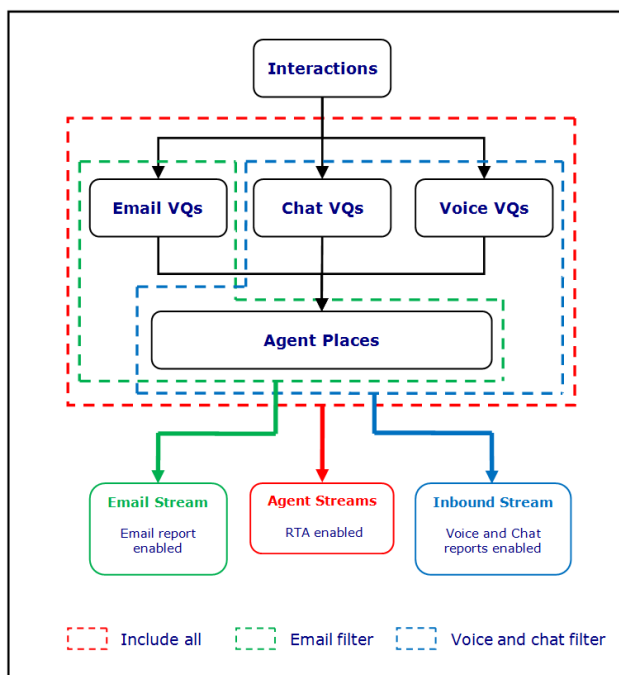 Interactions
Email VQs
Chat VQs
Voice VQs
Agent Places
Email Stream
Email report
enabled
Agent Streams
RTA enabled
Inbound Stream
Voice and Chat
reports enabled
Include all
Email filter
Voice and chat filter